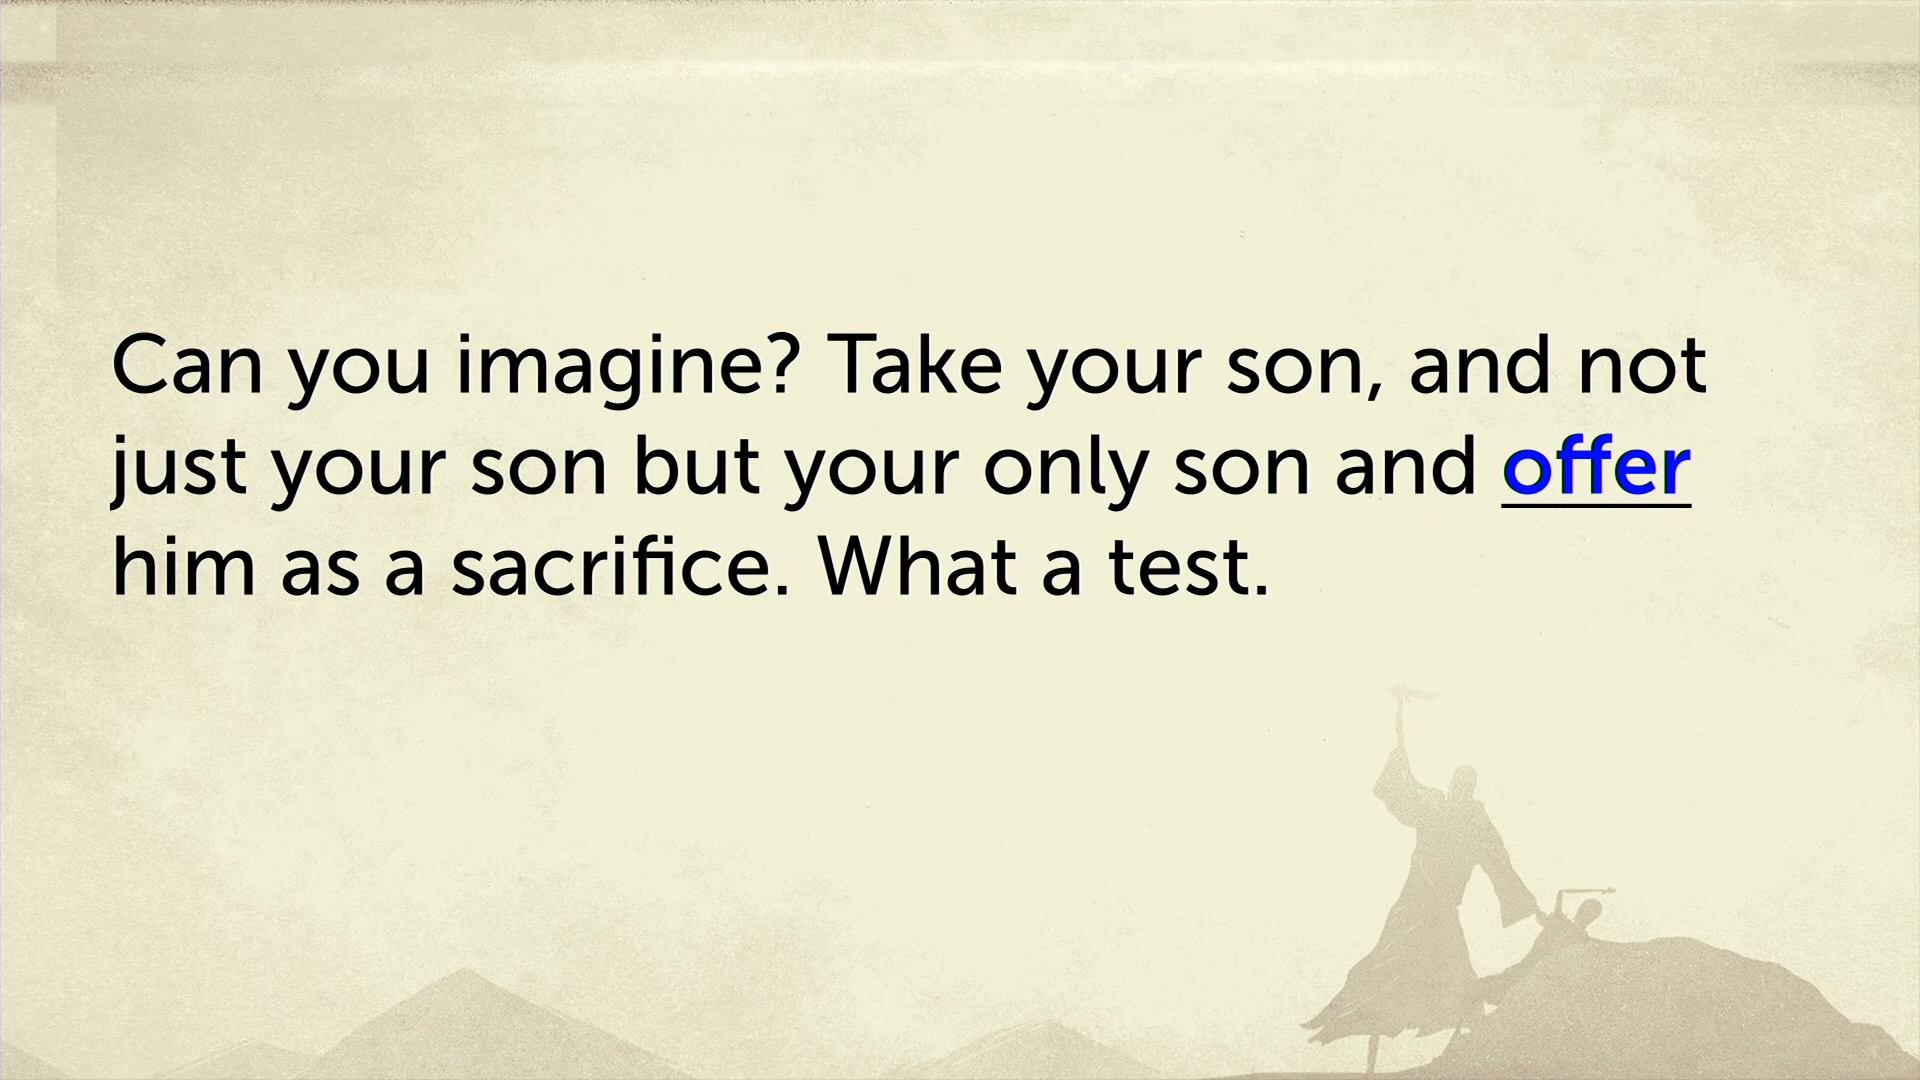 Can you imagine? Take your son, and not
just your son but your only son and offer
him as a sacrifice. What a test.